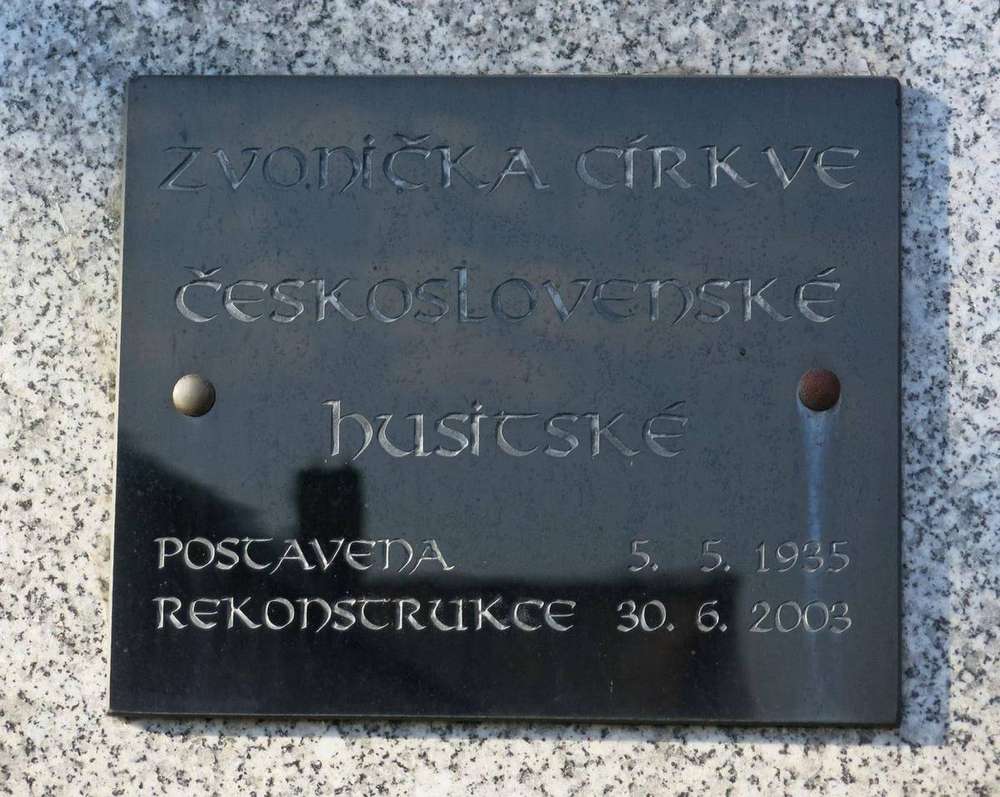 ZVONIČKA CÍRKVE
ČESKOSLOVENSKÉ
HUSITSKÉ
POSTAVENA 5. 5. 1935
REKONSTRUKCE 30. 6. 2003